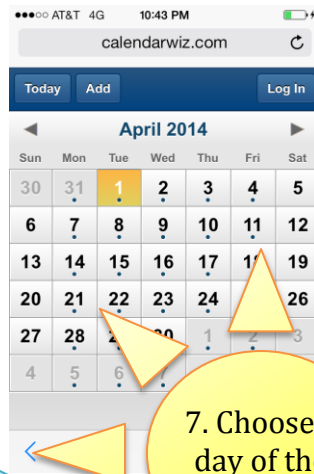 AT&T 4G 10:43 PM
calendarwiz.com
Today Add Log In
April 2014
Sun Mon Tue Wed Thu Fri Sat
30 31 1 2 3 4 5
6 7 8 9 10 11 12
13 14 15 16 17 19
20 21 22 23 24 26
27 28 1 2 3
4 5 6
7. Choose
day of the